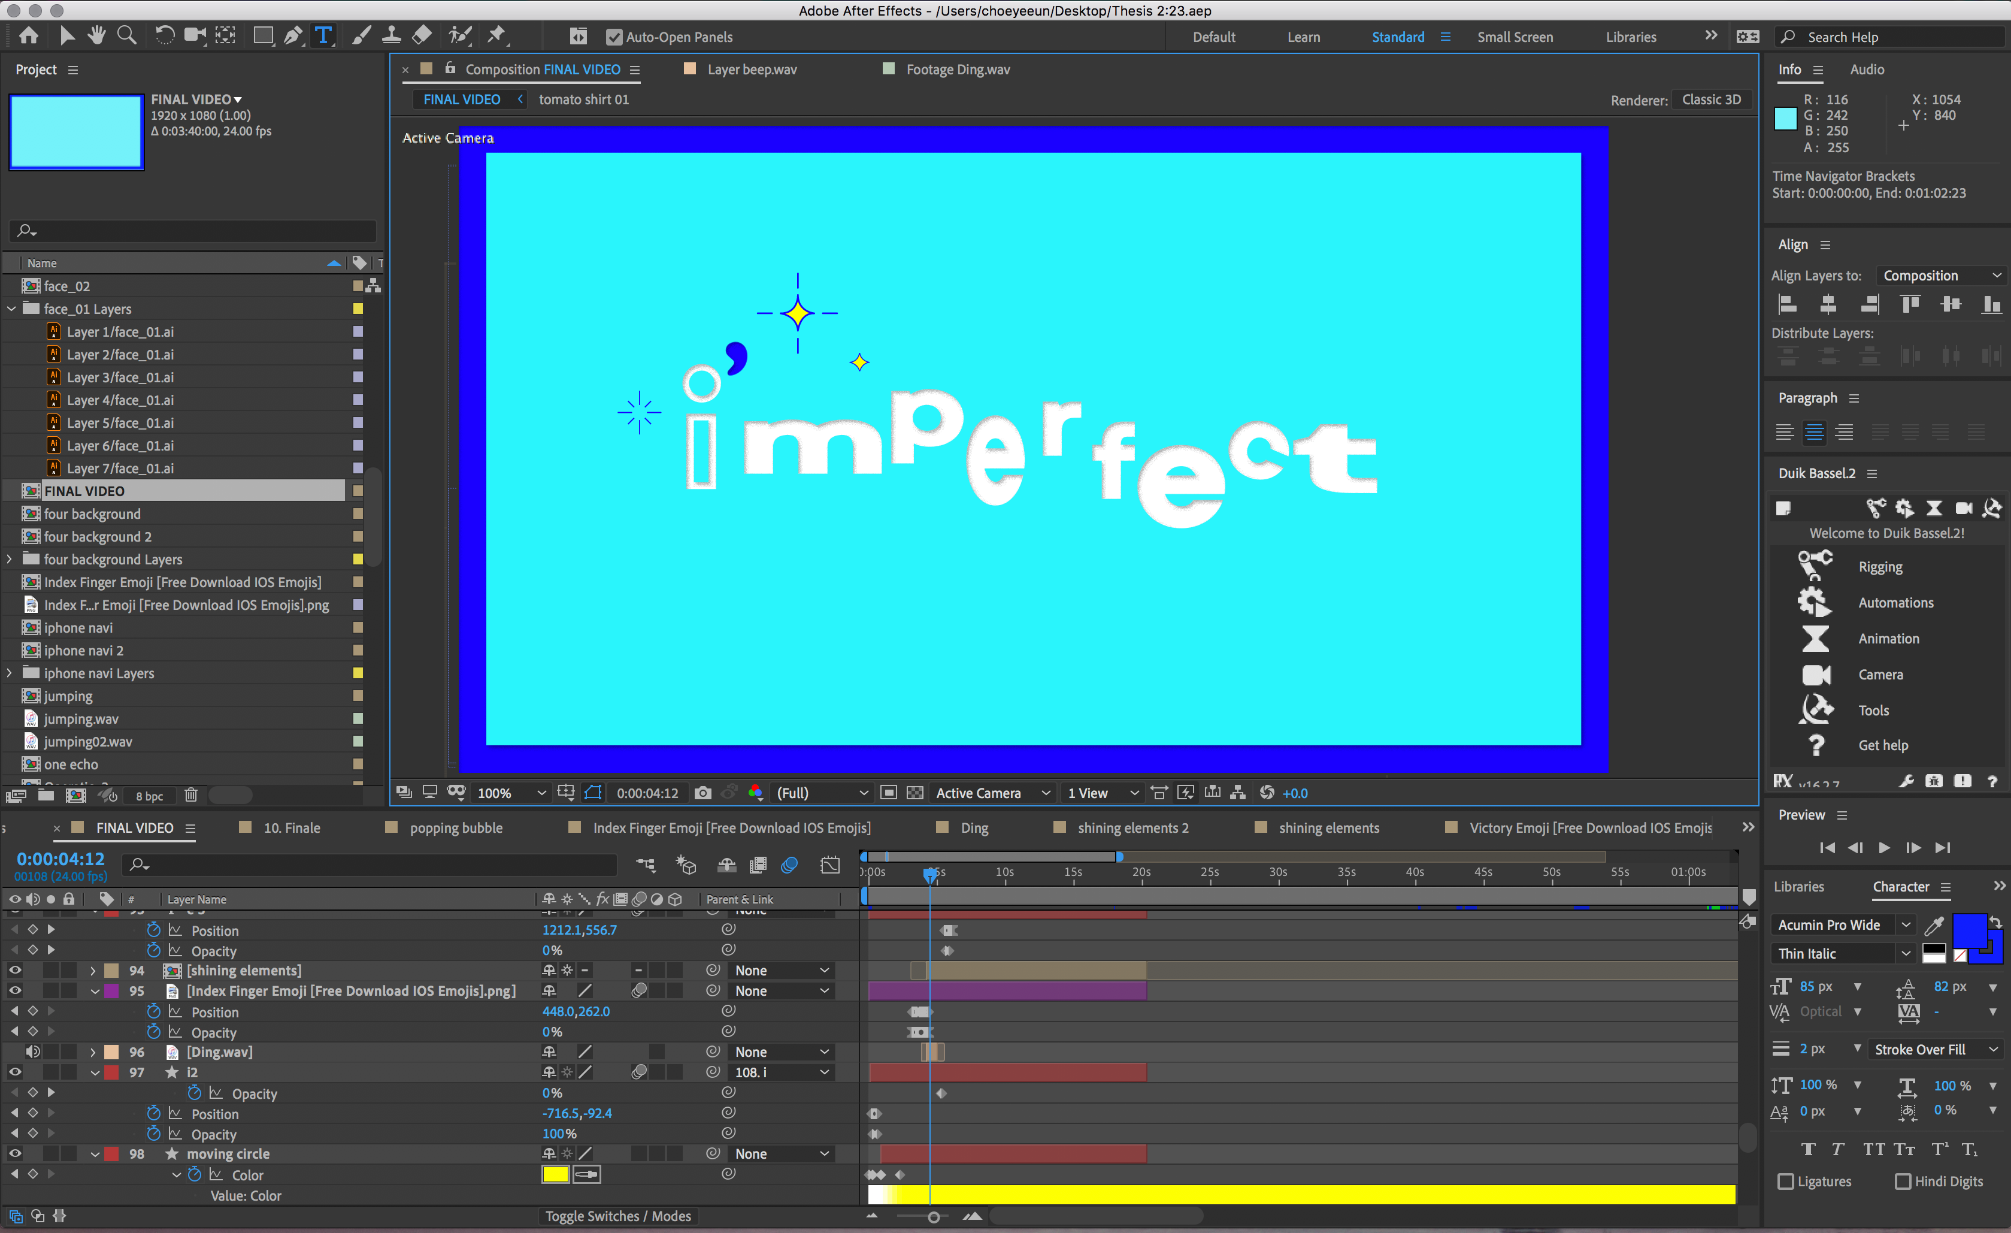 Adobe After Effects - /Users/choeyeeun/Desktop/Thesis 2:23.aep
Auto-Open Panels
Default
Learn
Standard
Small Screen
Libraries
Search Help
Project
FINAL VIDEO
1920 x 1080 (1.00)
Δ 0:03:40:00, 24.00 fps
Name
face_02
face_01 Layers
Layer 1/face_01.ai
Layer 2/face_01.ai
Layer 3/face_01.ai
Layer 4/face_01.ai
Layer 5/face_01.ai
Layer 6/face_01.ai
Layer 7/face_01.ai
FINAL VIDEO
four background
four background 2
four background Layers
Index Finger Emoji [Free Download IOS Emojis]
Index F...r Emoji [Free Download IOS Emojis].png
iphone navi
iphone navi 2
iphone navi Layers
jumping
jumping.wav
jumping02.wav
one echo
8 bpc
Composition FINAL VIDEO
Layer beep.wav
Footage Ding.wav
FINAL VIDEO
tomato shirt 01
Renderer: Classic 3D
Active Camera
i'mperfect
100%
0:00:04:12
(Full)
Active Camera
1 View
+0.0
Info
Audio
R: 116
G: 242
B: 250
A: 255
X: 1054
Y: 840
Time Navigator Brackets
Start: 0:00:00:00, End: 0:01:02:23
Align
Align Layers to: Composition
Distribute Layers:
Paragraph
Duik Bassel.2
Welcome to Duik Bassel.2!
Rigging
Automations
Animation
Camera
Tools
Get help
v16.2.7
Preview
Libraries
Character
Acumin Pro Wide
Thin Italic
85 px
82 px
Optical
-
2 px
Stroke Over Fill
100 %
100 %
0 px
0 %
Ligatures
Hindi Digits
FINAL VIDEO
10. Finale
popping bubble
Index Finger Emoji [Free Download IOS Emojis]
Ding
shining elements 2
shining elements
Victory Emoji [Free Download IOS Emojis
0:00:04:12
00108 (24.00 fps)
0:00s
05s
10s
15s
20s
25s
30s
35s
40s
45s
50s
55s
01:00s
# Layer Name
Parent & Link
Position 1212.1,556.7
Opacity 0%
94 [shining elements] None
95 [Index Finger Emoji [Free Download IOS Emojis].png] None
Position 448.0,262.0
Opacity 0%
96 [Ding.wav] None
97 i2 108. i
Opacity 0%
Position -716.5,-92.4
Opacity 100%
98 moving circle None
Color
Value: Color
Toggle Switches / Modes